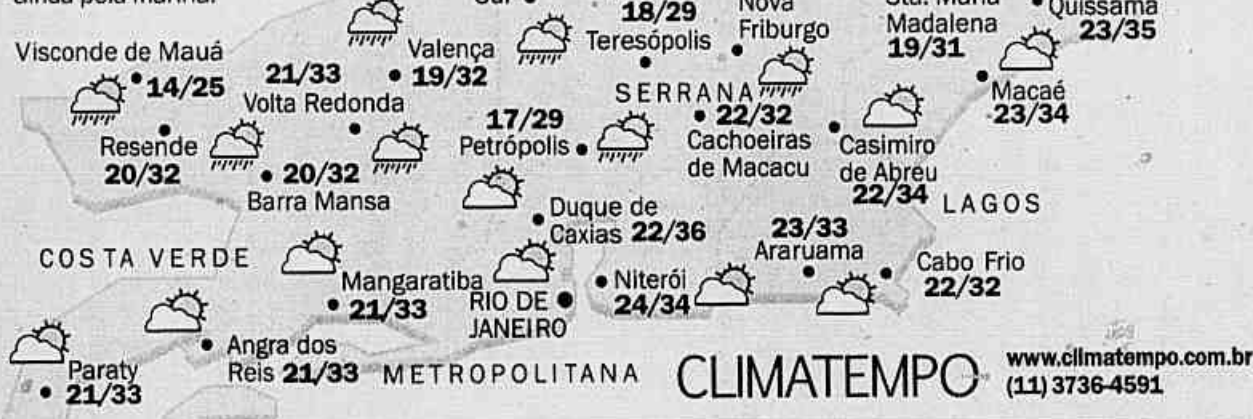 18/29
Teresópolis
Nova
Friburgo
Madalena
19/31
Quissamã
23/35
Visconde de Mauá
14/25
21/33
Volta Redonda
Valença
19/32
SERRANA
Macaé
23/34
Resende
20/32
20/32
Barra Mansa
17/29
Petrópolis
22/32
Cachoeiras
de Macacu
Casimiro
de Abreu
22/34
LAGOS
Duque de
Caxias 22/36
23/33
Araruama
COSTA VERDE
Mangaratiba
21/33
RIO DE
JANEIRO
Niterói
24/34
Cabo Frio
22/32
Paraty
21/33
Angra dos
Reis 21/33
METROPOLITANA
CLIMATEMPO
www.climatempo.com.br
(11) 3736-4591